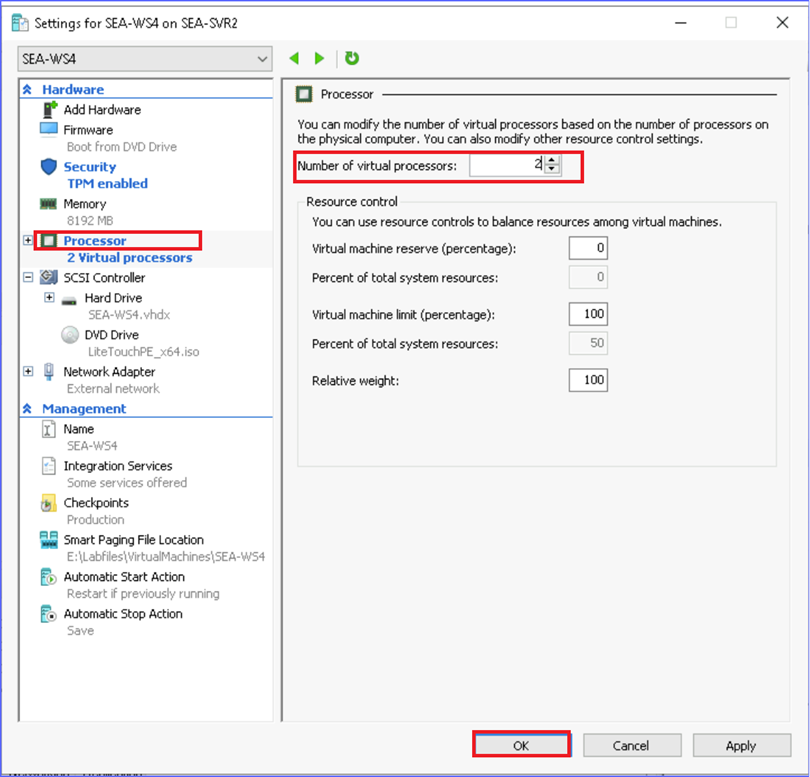 Settings for SEA-WS4 on SEA-SVR2
SEA-WS4
Hardware
Add Hardware
Firmware
Boot from DVD Drive
Security
TPM enabled
Memory
8192 MB
Processor
2 Virtual processors
SCSI Controller
Hard Drive
SEA-WS4.vhdx
DVD Drive
LiteTouchPE_x64.iso
Network Adapter
External network
Management
Name
SEA-WS4
Integration Services
Some services offered
Checkpoints
Production
Smart Paging File Location
E:\Labfiles\VirtualMachines\SEA-WS4
Automatic Start Action
Restart if previously running
Automatic Stop Action
Save
Processor
You can modify the number of virtual processors based on the number of processors on
the physical computer. You can also modify other resource control settings.
Number of virtual processors: 2
Resource control
You can use resource controls to balance resources among virtual machines.
Virtual machine reserve (percentage): 0
Percent of total system resources: 0
Virtual machine limit (percentage): 100
Percent of total system resources: 50
Relative weight: 100
OK Cancel Apply